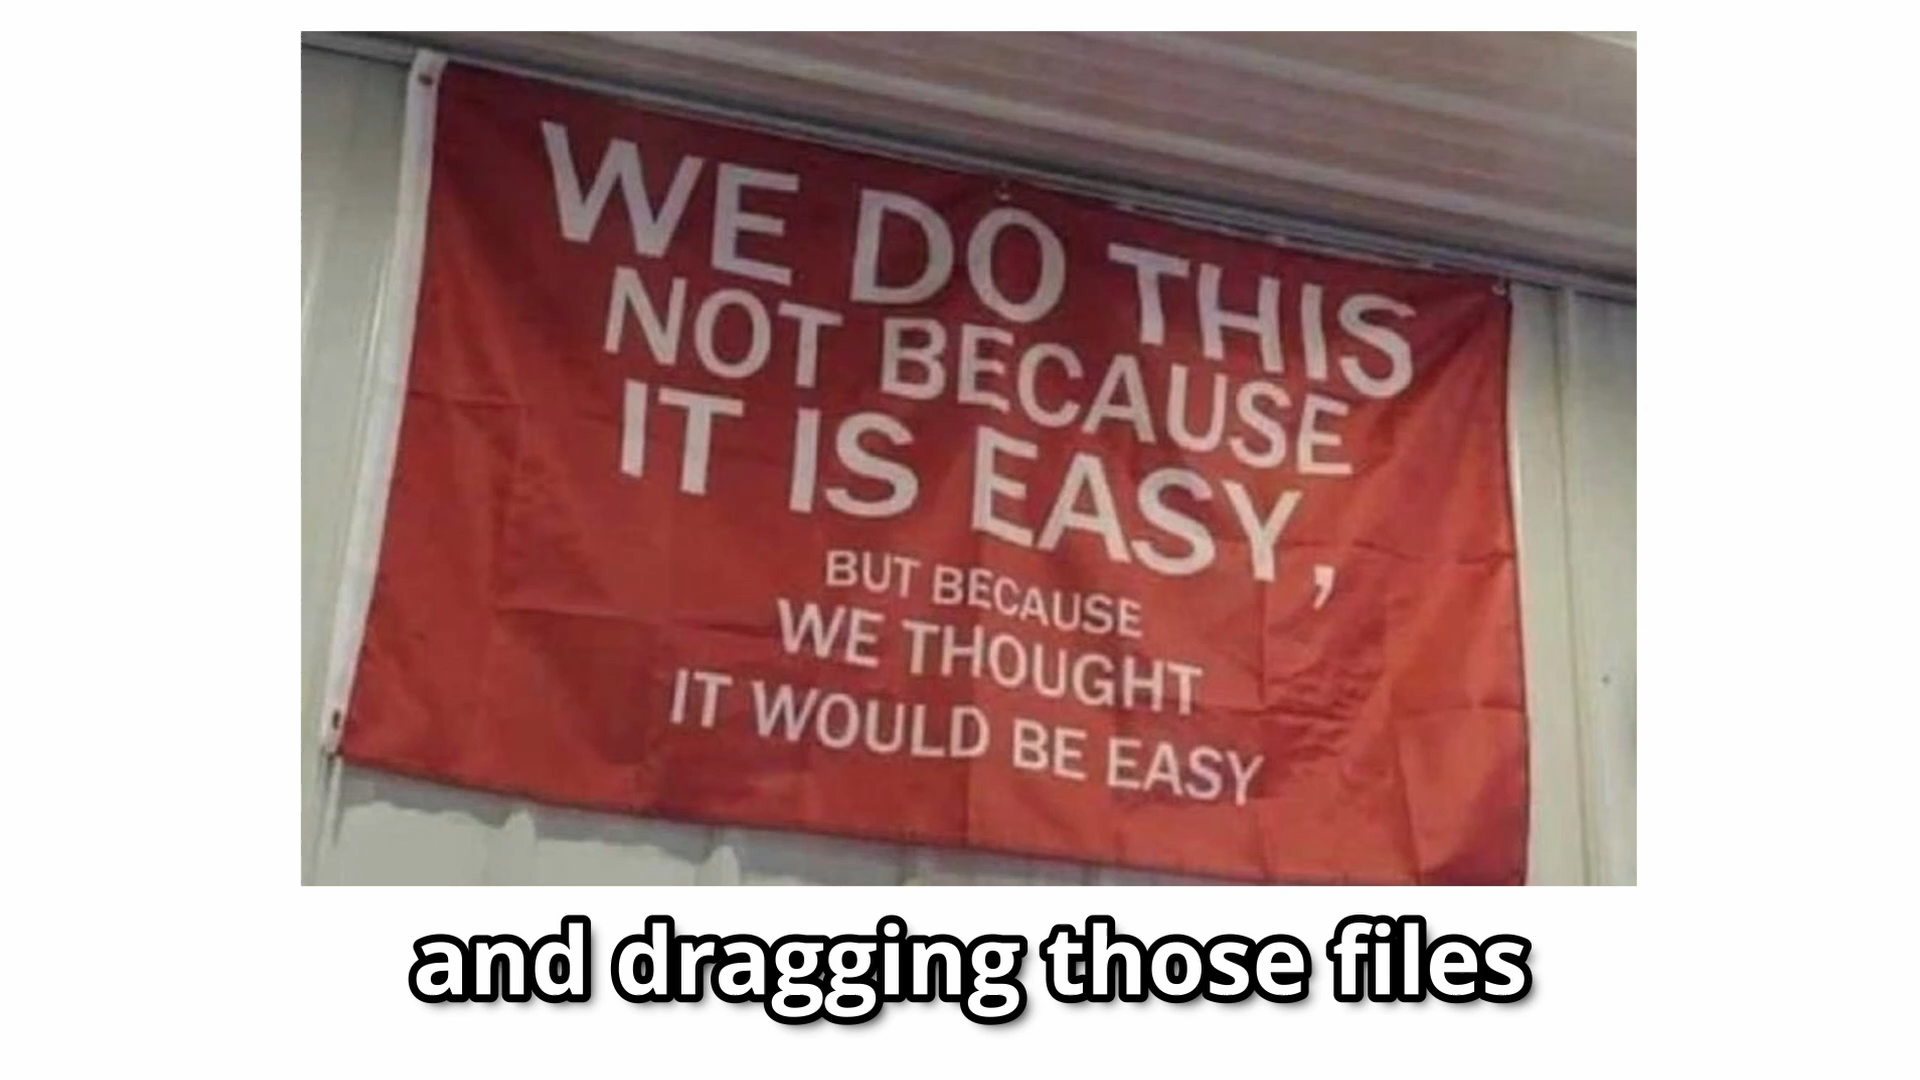 WE DO THIS
NOT BECAUSE
IT IS EASY,
BUT BECAUSE
WE THOUGHT
IT WOULD BE EASY
and dragging those files